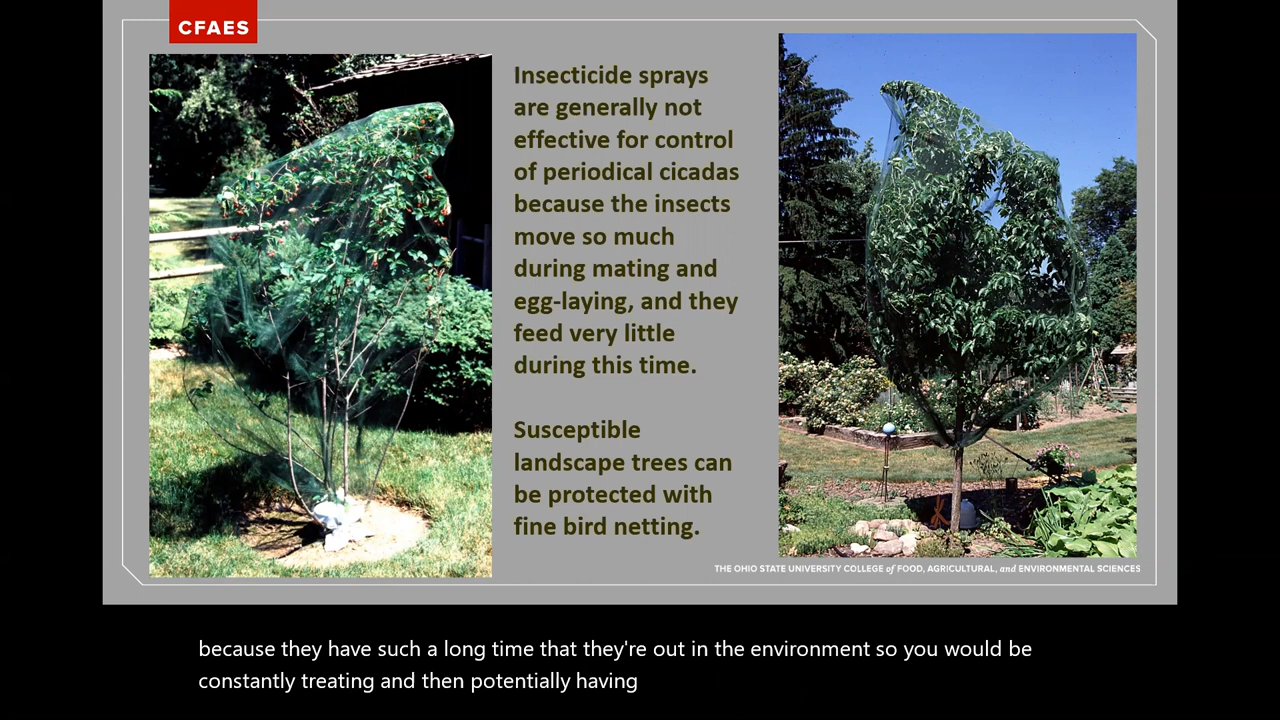 CFAES
Insecticide sprays
are generally not
effective for control
of periodical cicadas
because the insects
move so much
during mating and
egg-laying, and they
feed very little
during this time.
Susceptible
landscape trees can
be protected with
fine bird netting.
THE OHIO STATE UNIVERSITY COLLEGE of FOOD, AGRICULTURAL, and ENVIRONMENTAL SCIENCES
because they have such a long time that they're out in the environment so you would be
constantly treating and then potentially having